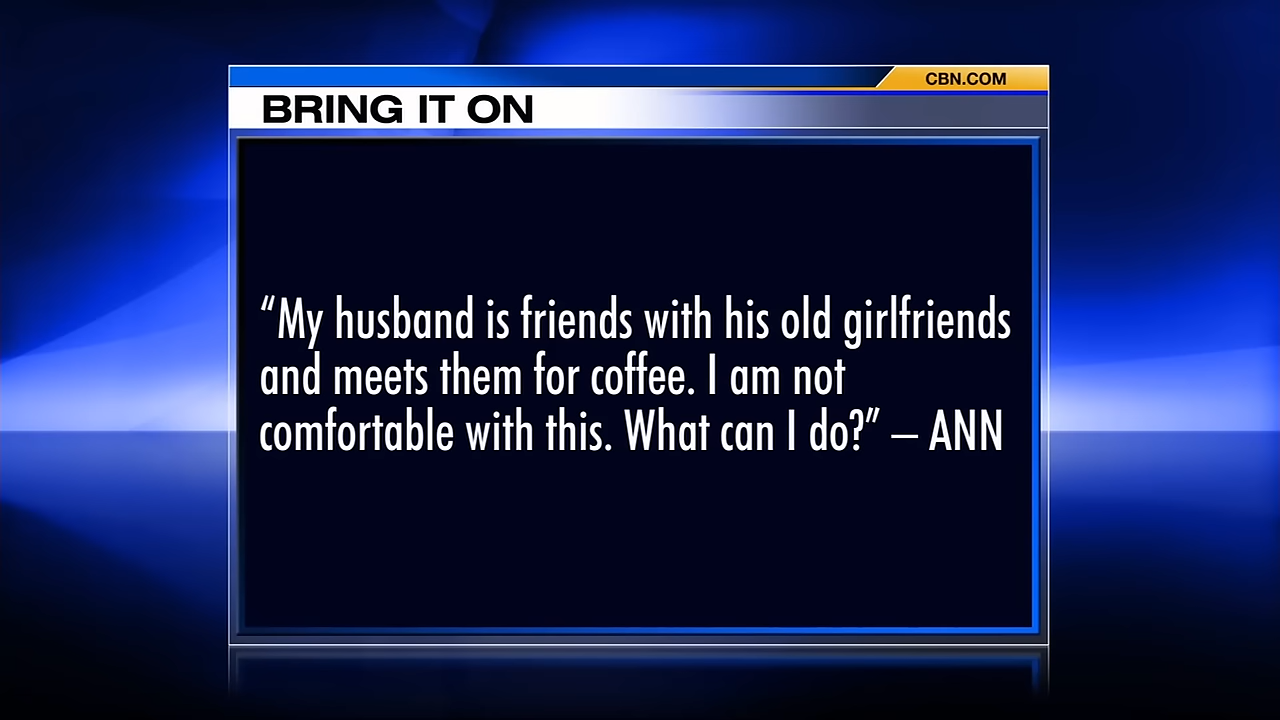 CBN.COM
BRING IT ON
“My husband is friends with his old girlfriends
and meets them for coffee. I am not
comfortable with this. What can I do?” – ANN